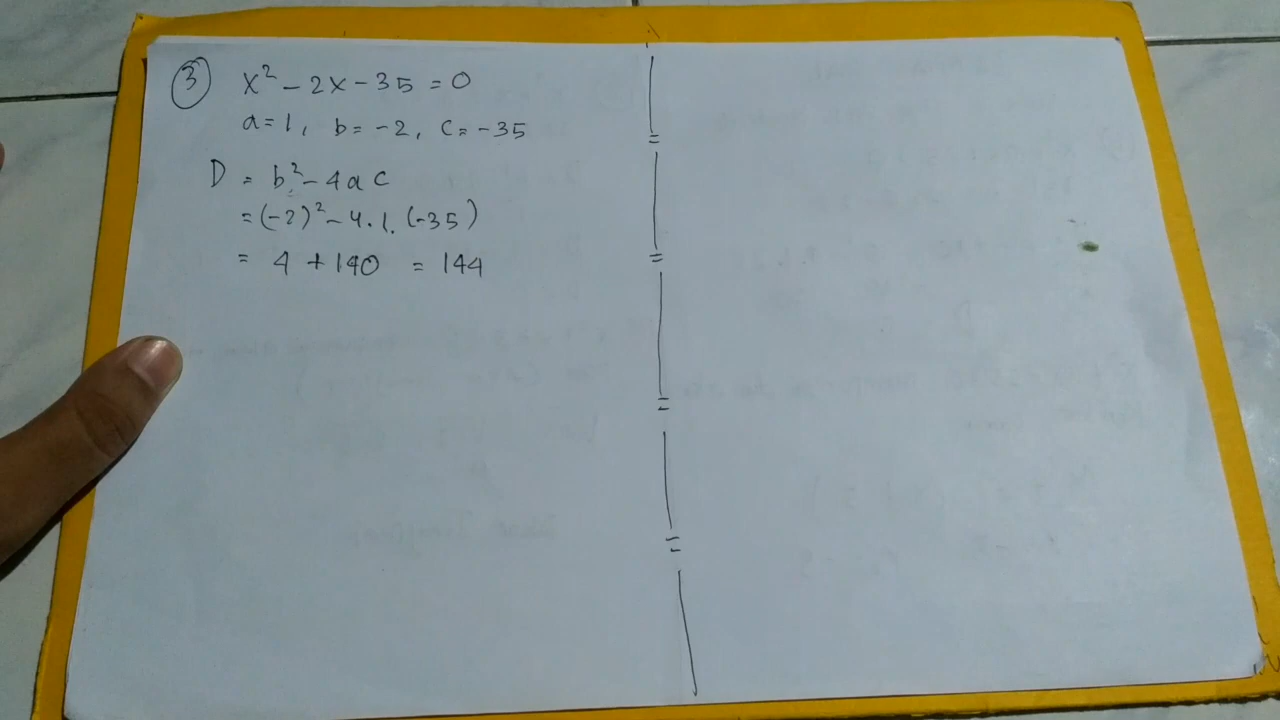 ③ x² - 2x - 35 = 0
a = 1, b = -2, c = -35
D = b² - 4ac
= (-2)² - 4.1. (-35)
= 4 + 140 = 144